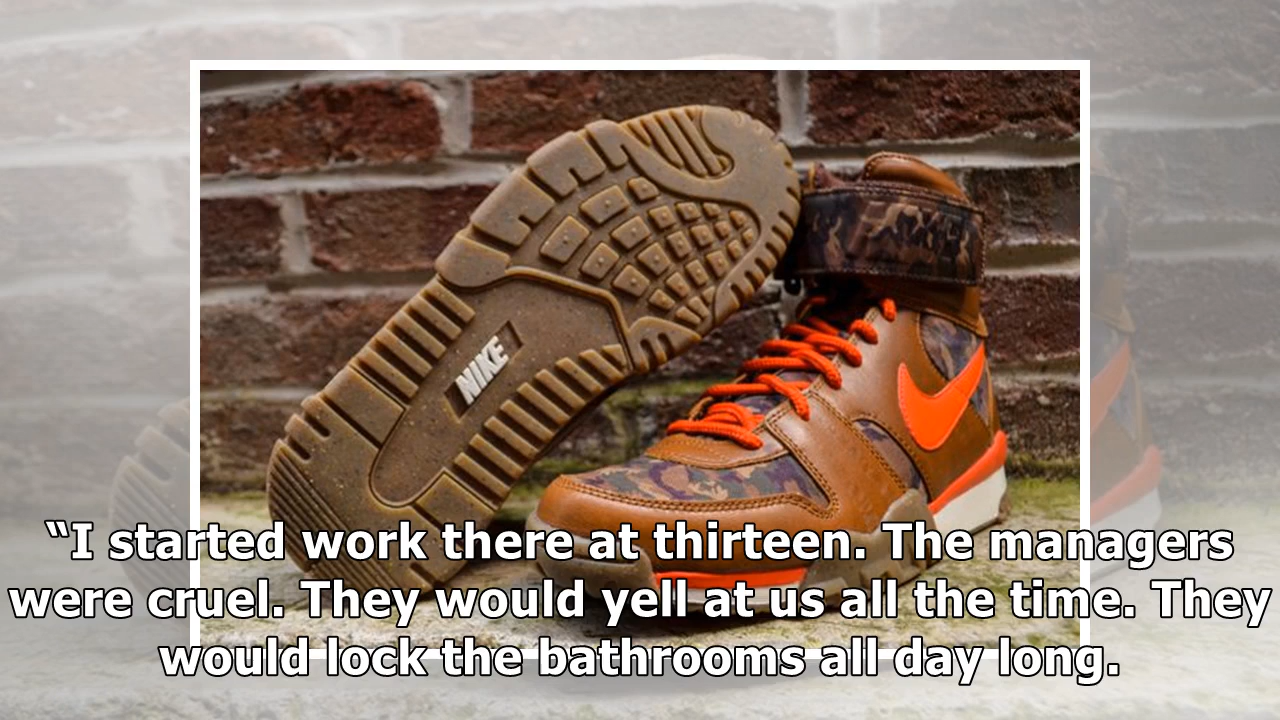 NIKE
“I started work there at thirteen. The managers
were cruel. They would yell at us all the time. They
would lock the bathrooms all day long.